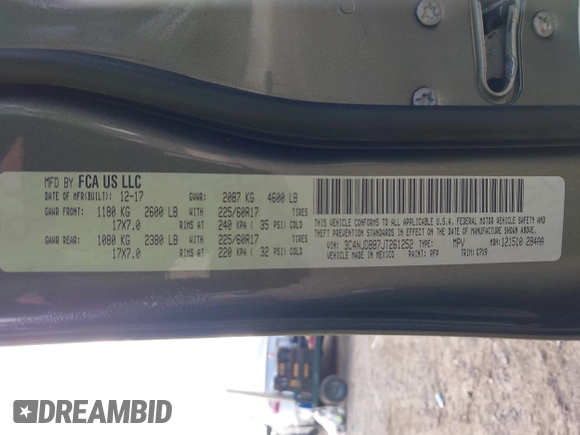 MFD BY FCA US LLC
DATE OF MFR(BUILT): 12-17 GVWR: 2087 KG 4600 LB
GAWR FRONT: 1180 KG 2600 LB WITH 225/60R17 TIRES
17X7.0 RIMS AT 240 KPA ( 35 PSI) COLD
GAWR REAR: 1080 KG 2380 LB WITH 225/60R17 TIRES
17X7.0 RIMS AT 220 KPA ( 32 PSI) COLD
THIS VEHICLE CONFORMS TO ALL APPLICABLE U.S.A. FEDERAL MOTOR VEHICLE SAFETY, BUMPER, AND
THEFT PREVENTION STANDARDS IN EFFECT ON THE DATE OF MANUFACTURE SHOWN ABOVE.
VIN: 3C4NJDBB7JT261252 TYPE: MPV MDH: 121510 284AA
VEHICLE MADE IN MEXICO PAINT: PFP TRIM: G7X9
DREAMBID